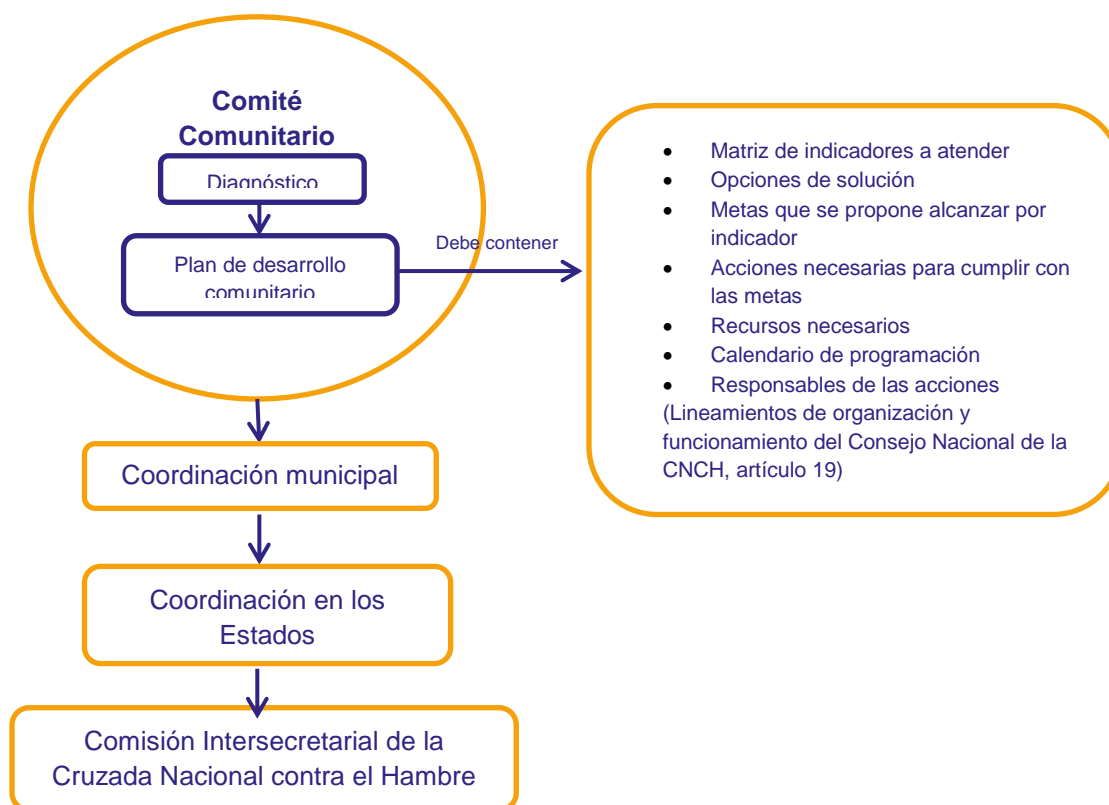 Comité
Comunitario
Diagnóstico
Plan de desarrollo
comunitario
Debe contener
• Matriz de indicadores a atender
• Opciones de solución
• Metas que se propone alcanzar por
indicador
• Acciones necesarias para cumplir con
las metas
• Recursos necesarios
• Calendario de programación
• Responsables de las acciones
(Lineamientos de organización y
funcionamiento del Consejo Nacional de la
CNCH, artículo 19)
Coordinación municipal
Coordinación en los
Estados
Comisión Intersecretarial de la
Cruzada Nacional contra el Hambre